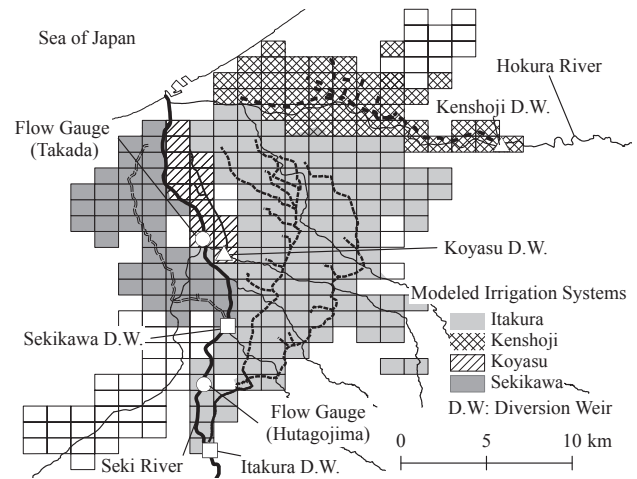 Sea of Japan
Hokura River
Kenshoji D.W.
Flow Gauge
(Takada)
Koyasu D.W.
Modeled Irrigation Systems
Itakura
Kenshoji
Koyasu
Sekikawa
D.W: Diversion Weir
Sekikawa D.W.
Flow Gauge
(Hutagojima)
Seki River
Itakura D.W.
0 5 10 km